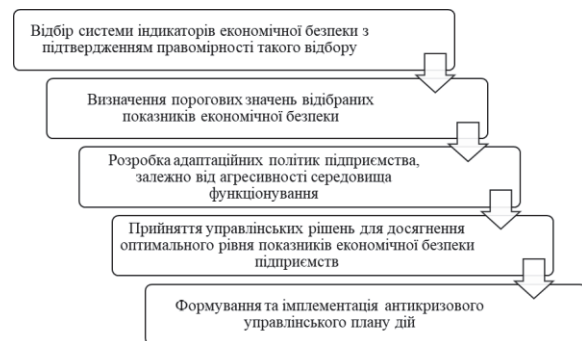 Відбір системи індикаторів економічної безпеки з
підтвердженням правомірності такого відбору
Визначення порогових значень відібраних
показників економічної безпеки
Розробка адаптаційних політик підприємства,
залежно від агресивності середовища
функціонування
Прийняття управлінських рішень для досягнення
оптимального рівня показників економічної безпеки
підприємств
Формування та імплементація антикризового
управлінського плану дій